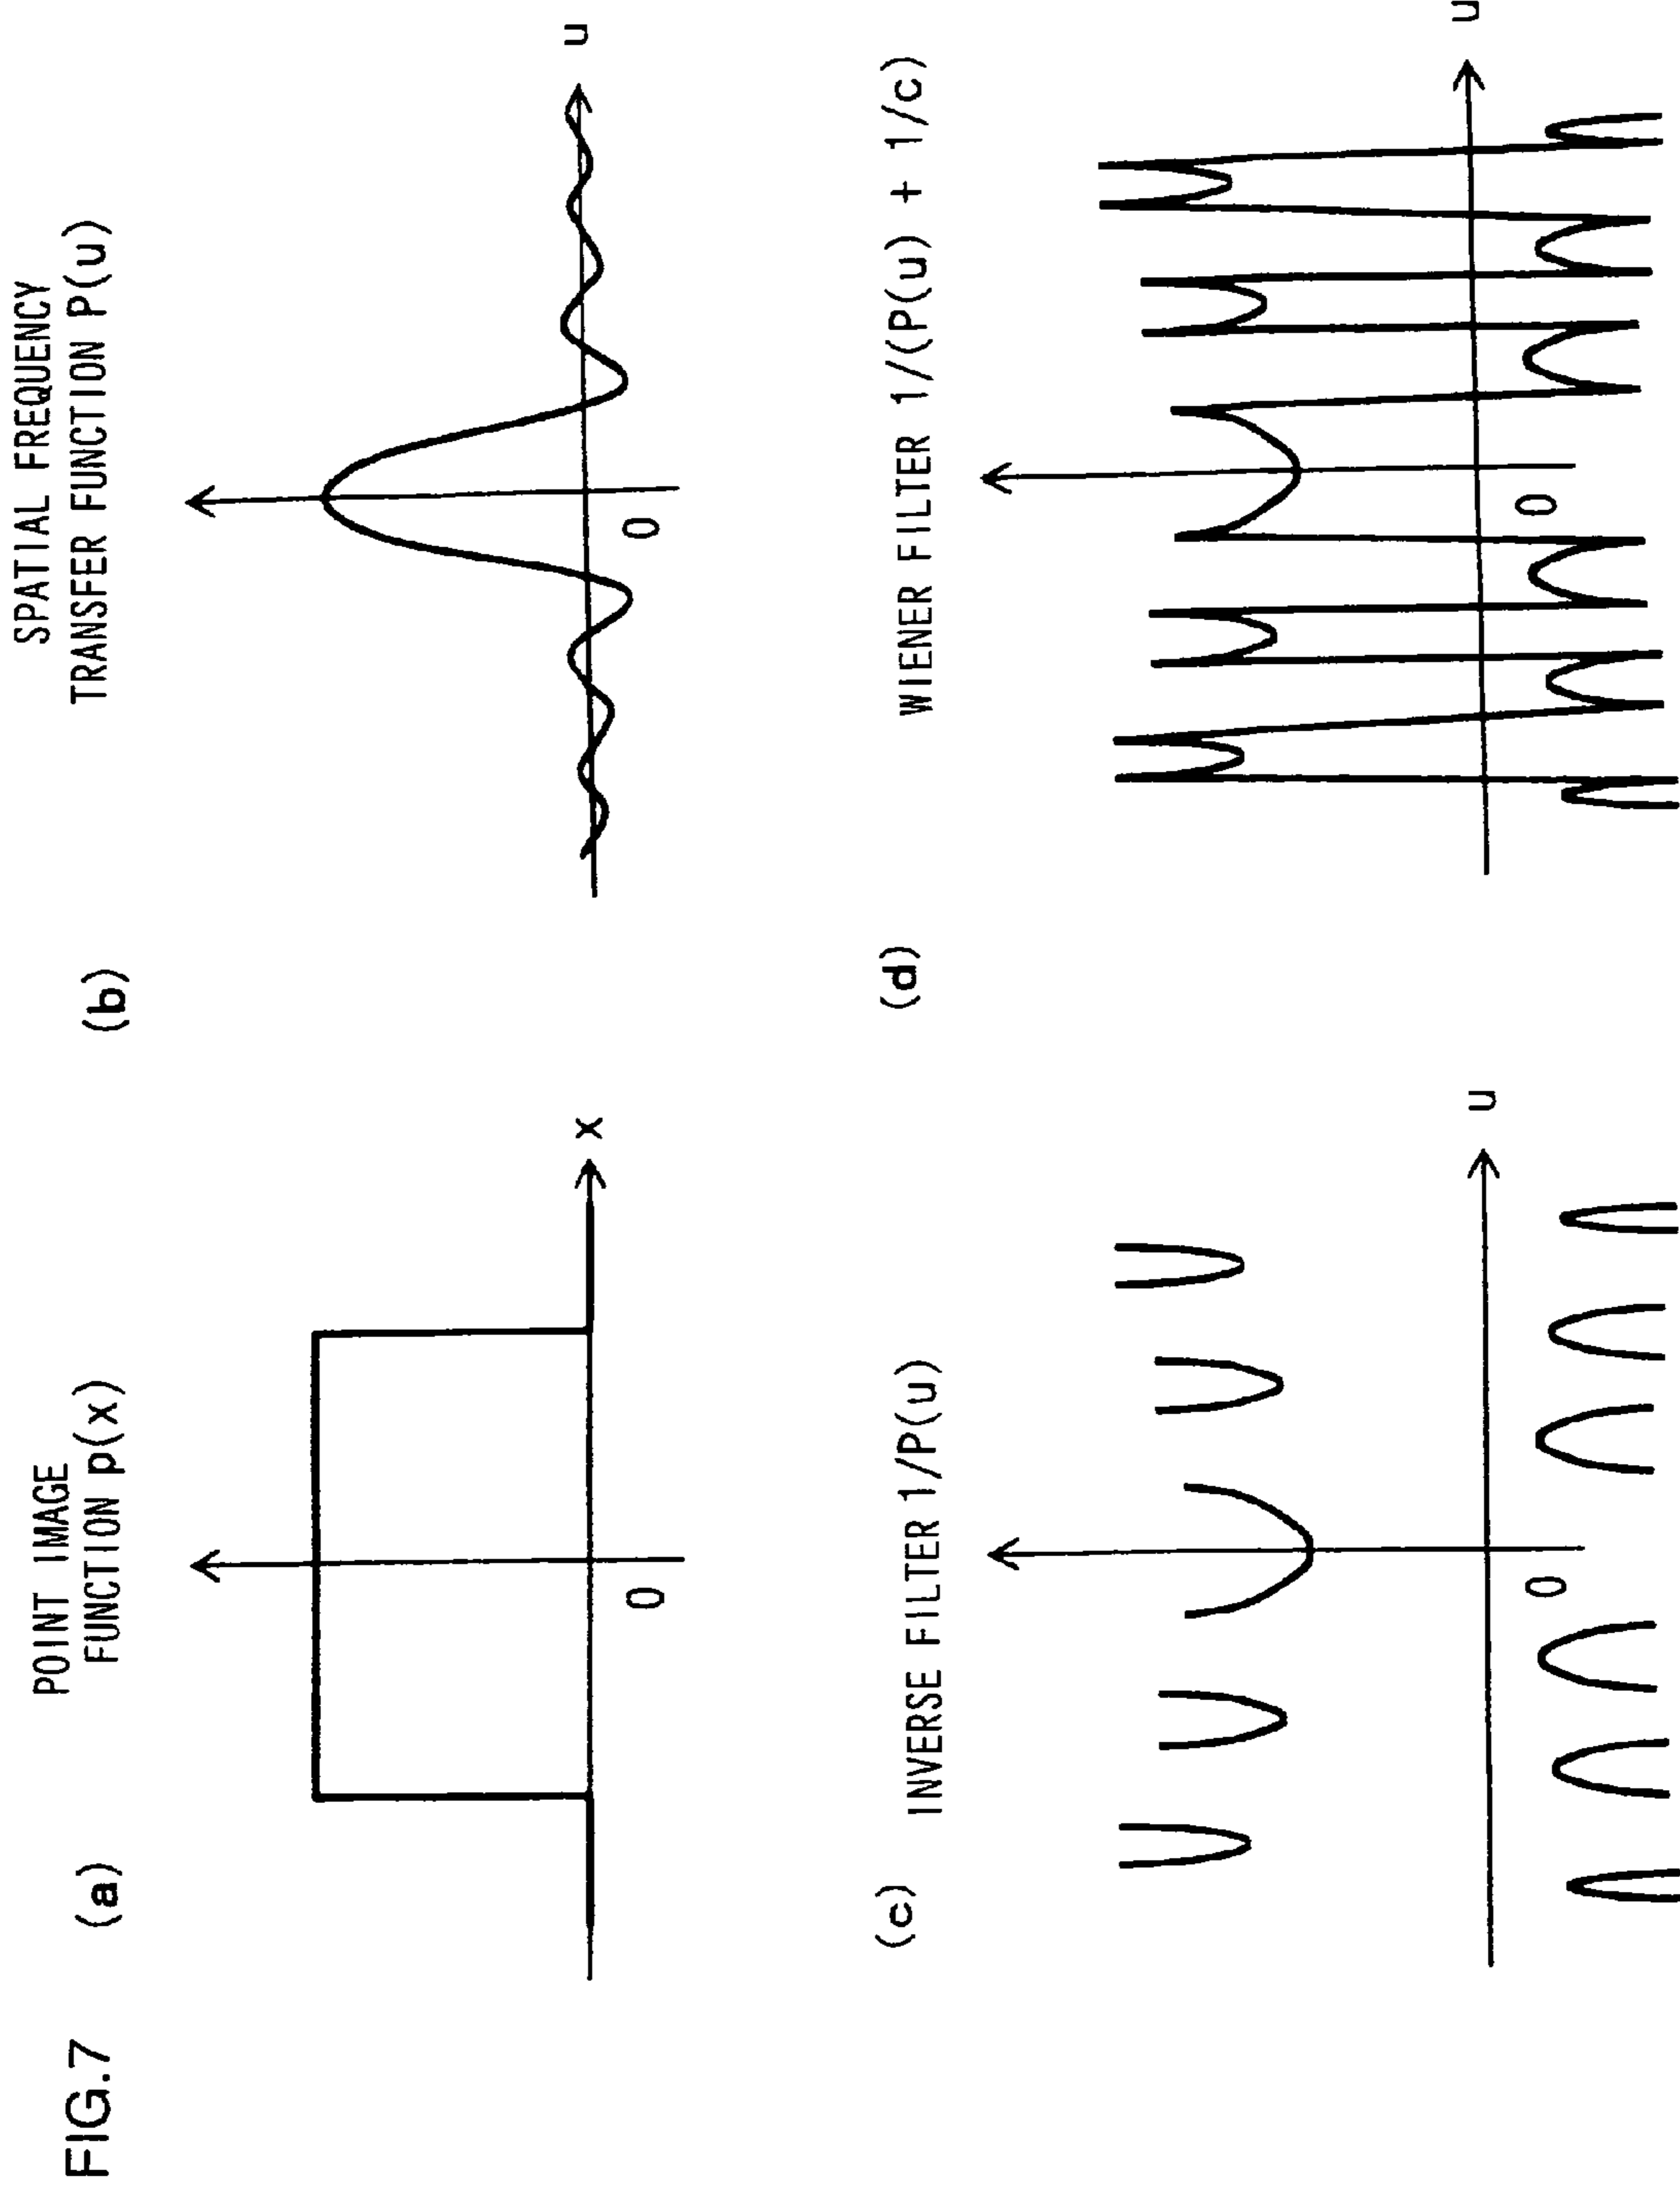 FIG.7
(a)
POINT IMAGE
FUNCTION p(x)
x
0
(b)
SPATIAL FREQUENCY
TRANSFER FUNCTION P(u)
u
0
(c)
INVERSE FILTER 1/P(u)
u
0
(d)
WIENER FILTER 1/(P(u) + 1/c)
u
0